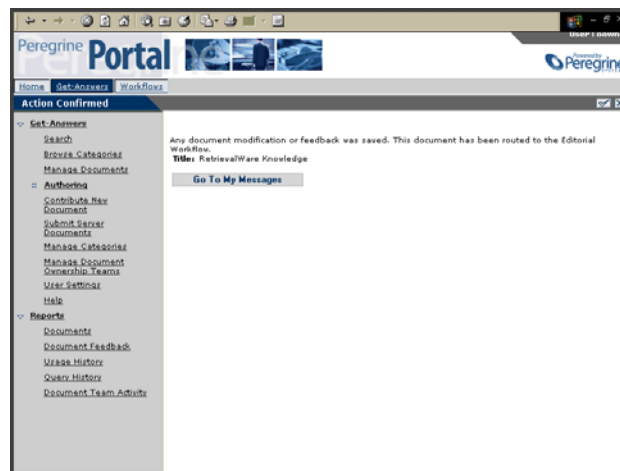 Peregrine Portal
Powered by
Peregrine
Home Get-Answers Workflows
Action Confirmed
Get-Answers
Search
Browse Categories
Manage Documents
Authoring
Contribute New
Document
Submit Server
Documents
Manage Categories
Manage Document
Ownership Teams
User Settings
Help
Reports
Documents
Document Feedback
Usage History
Query History
Document Team Activity
Any document modification or feedback was saved. This document has been routed to the Editorial
Workflow.
Title: RetrievalWare Knowledge
Go To My Messages